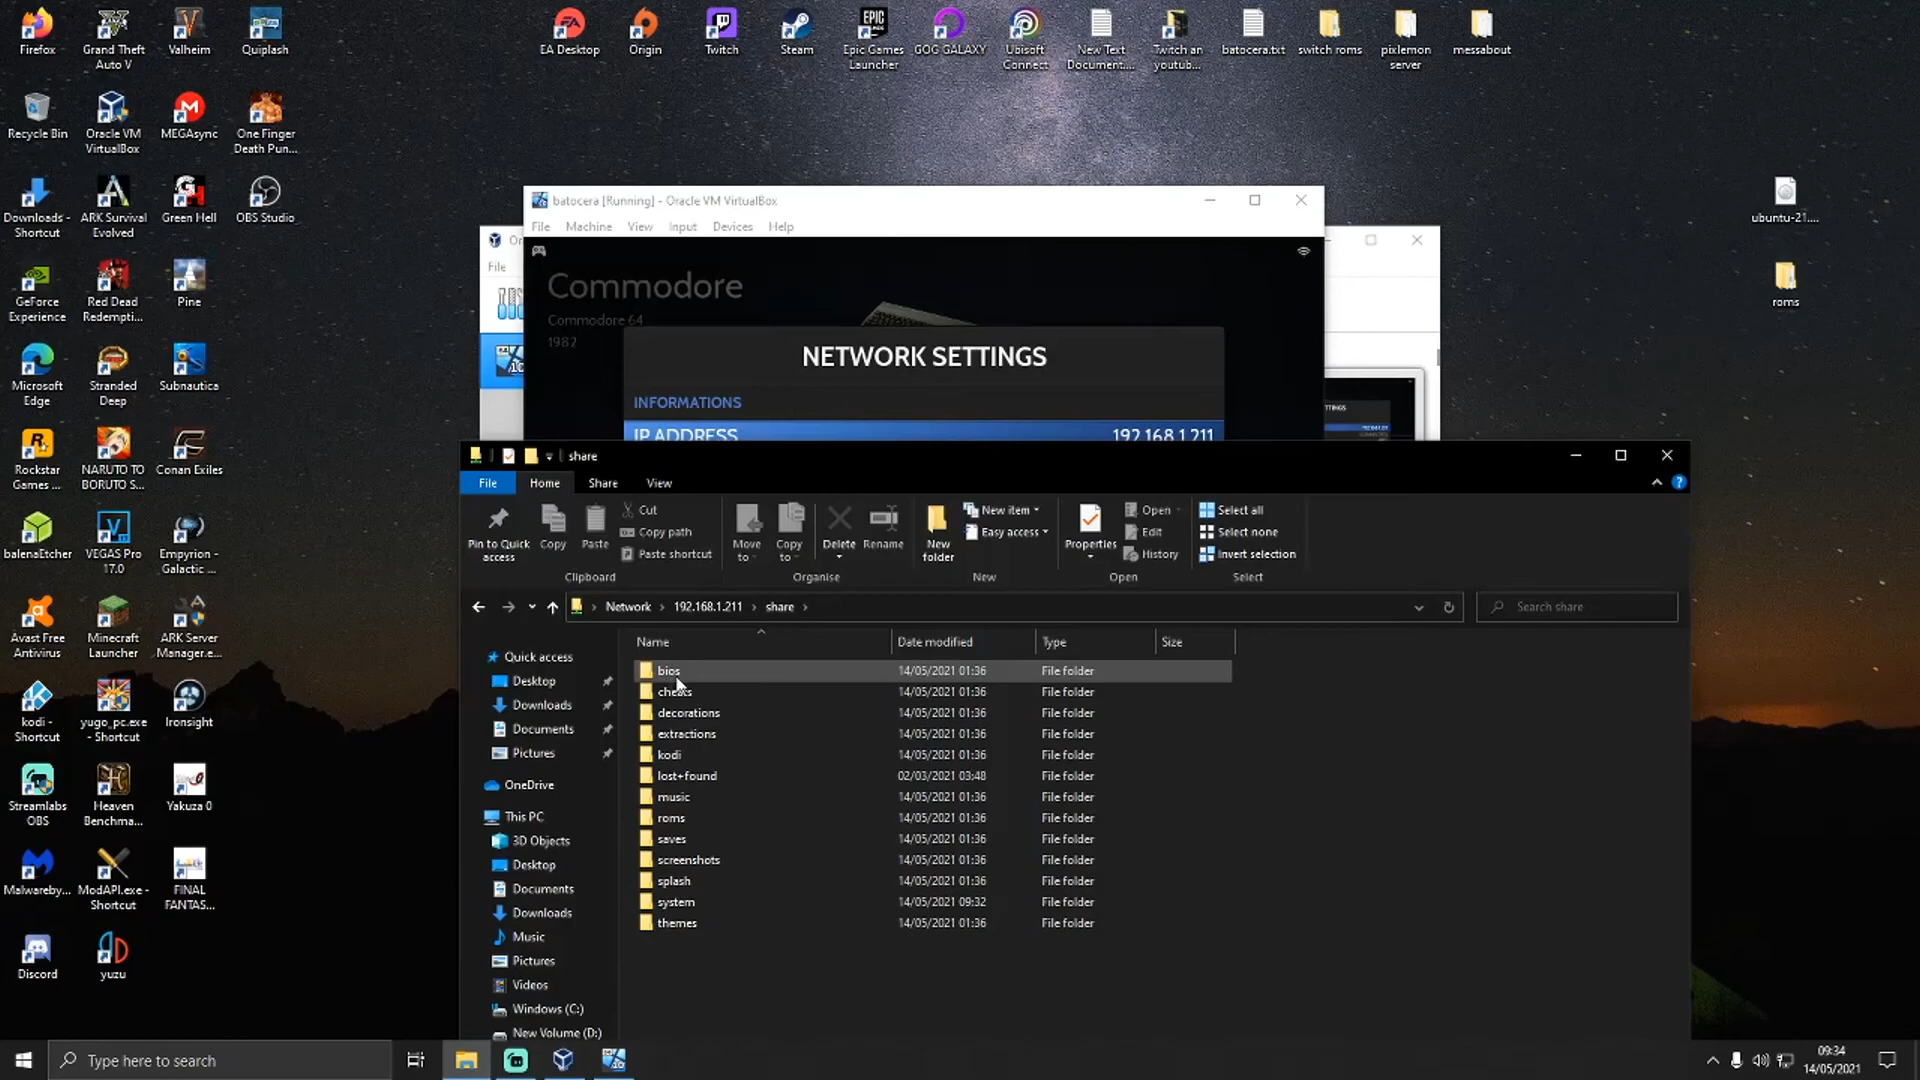 Firefox
Grand Theft
Auto V
Valheim
Quiplash
EA Desktop
Origin
Twitch
Steam
Epic Games
Launcher
GOG GALAXY
Ubisoft
Connect
New Text
Document....
Twitch an
youtub...
batocera.txt
switch roms
pixlemon
server
messabout
Recycle Bin
Oracle VM
VirtualBox
MEGAsync
One Finger
Death Pun...
Downloads -
Shortcut
ARK Survival
Evolved
Green Hell
OBS Studio
ubuntu-21....
GeForce
Experience
Red Dead
Redempti...
Pine
roms
Microsoft
Edge
Stranded
Deep
Subnautica
Rockstar
Games ...
NARUTO TO
BORUTO S...
Conan Exiles
balenaEtcher
VEGAS Pro
17.0
Empyrion -
Galactic ...
Avast Free
Antivirus
Minecraft
Launcher
ARK Server
Manager.e...
kodi -
Shortcut
yugo_pc.exe
- Shortcut
Ironsight
Streamlabs
OBS
Heaven
Benchma...
Yakuza 0
Malwareby...
ModAPI.exe -
Shortcut
FINAL
FANTAS...
Discord
yuzu
batocera [Running] - Oracle VM VirtualBox
File Machine View Input Devices Help
File
Commodore
Commodore 64
1982
NETWORK SETTINGS
INFORMATIONS
IP ADDRESS 192.168.1.211
share
File Home Share View
Pin to Quick
access
Copy
Paste
Cut
Copy path
Paste shortcut
Move
to
Copy
to
Delete
Rename
New
folder
New item
Easy access
Properties
Open
Edit
History
Select all
Select none
Invert selection
Clipboard Organise New Open Select
Network 192.168.1.211 share
Search share
Name Date modified Type Size
bios 14/05/2021 01:36 File folder
cheats 14/05/2021 01:36 File folder
decorations 14/05/2021 01:36 File folder
extractions 14/05/2021 01:36 File folder
kodi 14/05/2021 01:36 File folder
lost+found 02/03/2021 03:48 File folder
music 14/05/2021 01:36 File folder
roms 14/05/2021 01:36 File folder
saves 14/05/2021 01:36 File folder
screenshots 14/05/2021 01:36 File folder
splash 14/05/2021 01:36 File folder
system 14/05/2021 09:32 File folder
themes 14/05/2021 01:36 File folder
Quick access
Desktop
Downloads
Documents
Pictures
OneDrive
This PC
3D Objects
Desktop
Documents
Downloads
Music
Pictures
Videos
Windows (C:)
New Volume (D:)
Type here to search
09:34
14/05/2021